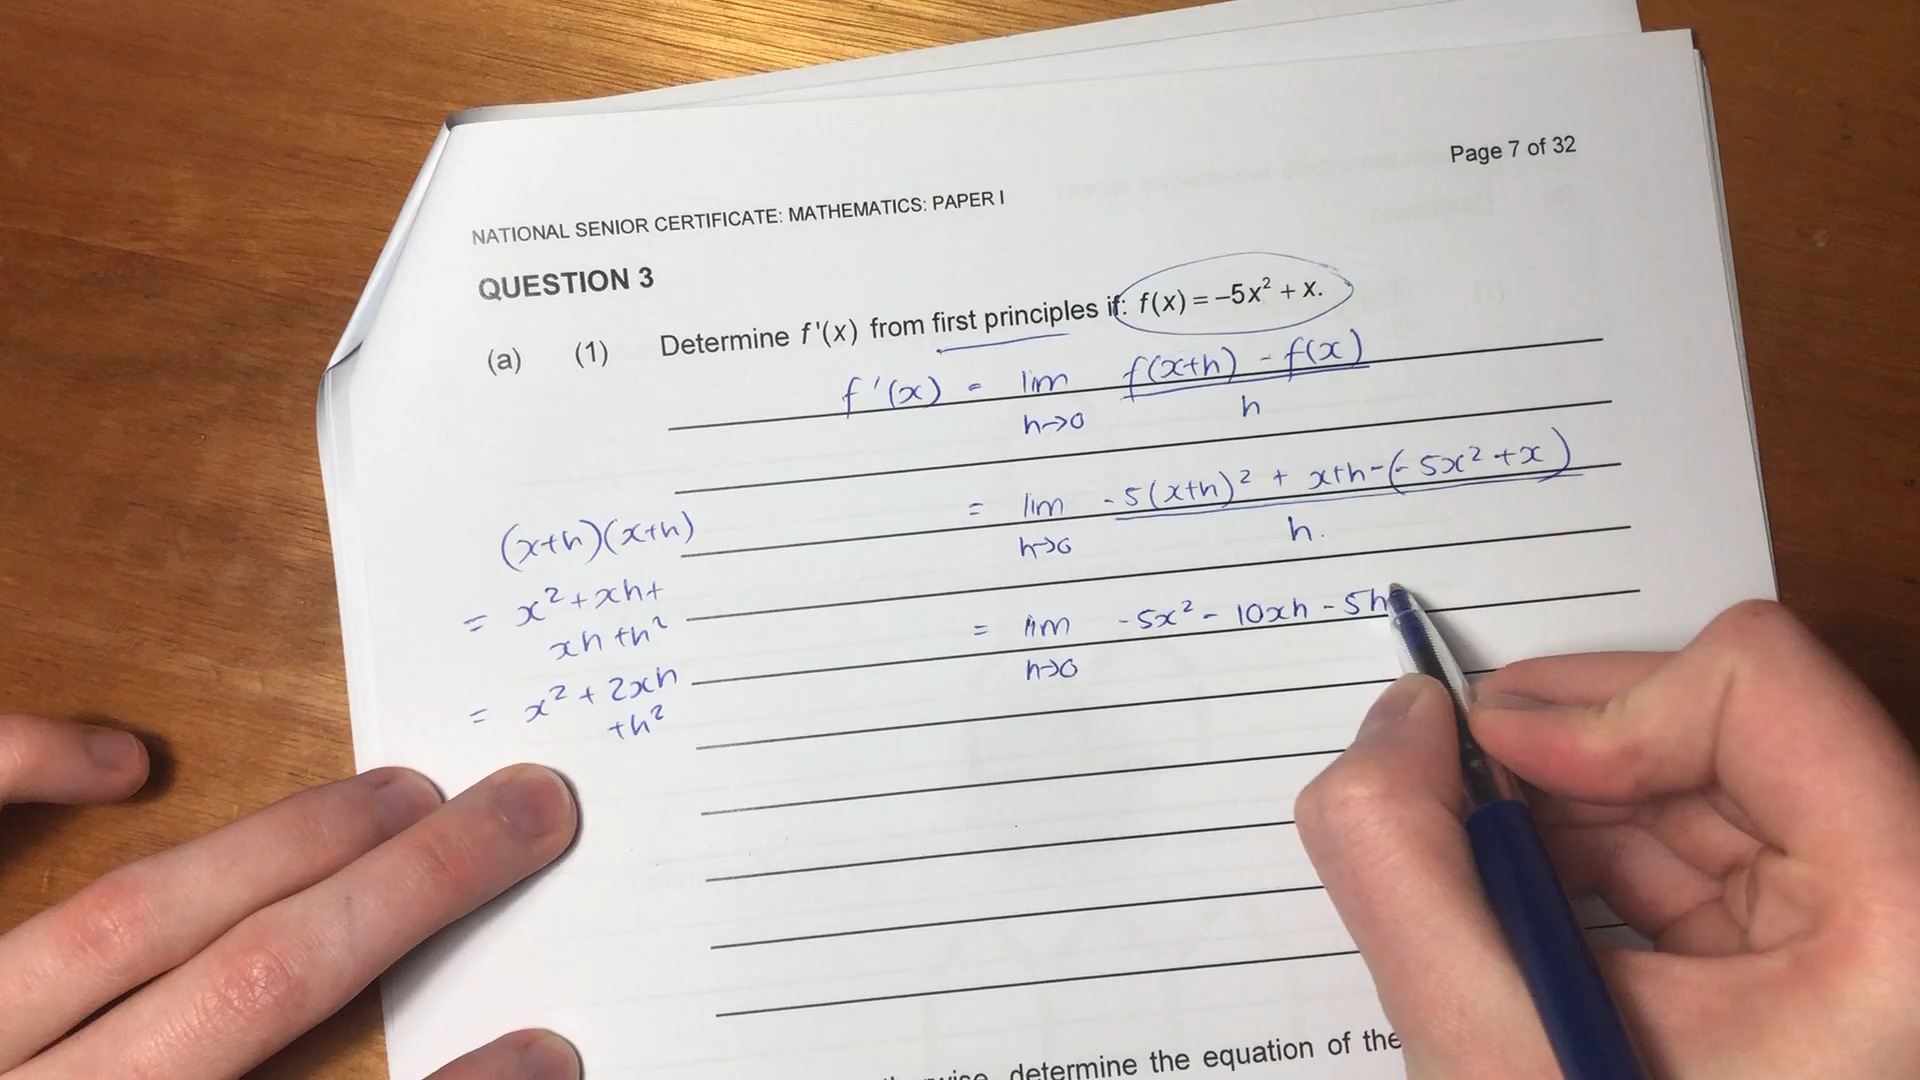 Page 7 of 32
NATIONAL SENIOR CERTIFICATE: MATHEMATICS: PAPER I
QUESTION 3
(a) (1) Determine f'(x) from first principles if: f(x) = –5x² + x.
f'(x) = lim f(x+h) - f(x)
h→0 h
= lim -5(x+h)² + x+h-(-5x²+x)
h→0 h.
(x+h)(x+h)
= x²+xh+
xh+h²
= x²+2xh
+h²
= lim -5x² - 10xh - 5h
h→0
determine the equation of the